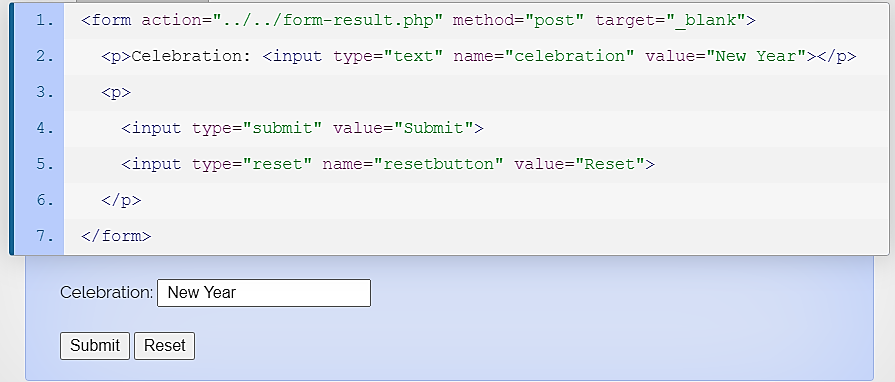 1. <form action="../../form-result.php" method="post" target="_blank">
2. <p>Celebration: <input type="text" name="celebration" value="New Year"></p>
3. <p>
4. <input type="submit" value="Submit">
5. <input type="reset" name="resetbutton" value="Reset">
6. </p>
7. </form>
Celebration: New Year
Submit Reset